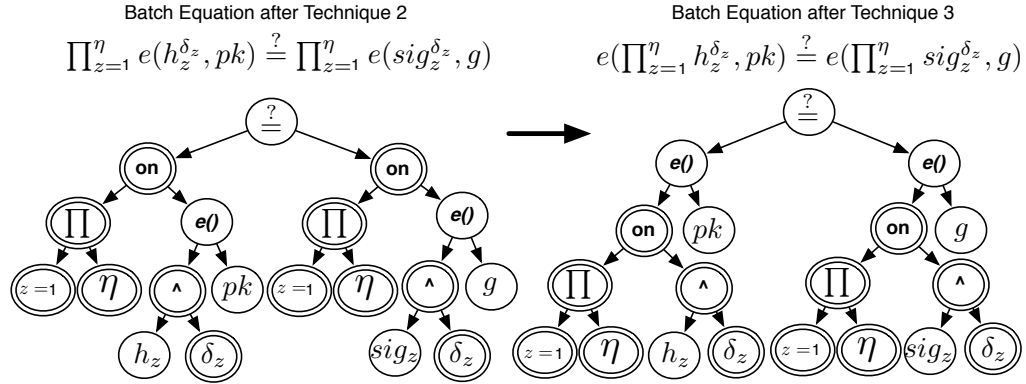 Batch Equation after Technique 2 Batch Equation after Technique 3
∏_{z=1}^{η} e(h_z^{δ_z}, pk) ≟ ∏_{z=1}^{η} e(sig_z^{δ_z}, g) e(∏_{z=1}^{η} h_z^{δ_z}, pk) ≟ e(∏_{z=1}^{η} sig_z^{δ_z}, g)
≟ ≟
on on e() e()
∏ e() ∏ e() on pk on g
z=1 η ^ pk z=1 η ^ g ∏ ^ ∏ ^
h_z δ_z sig_z δ_z z=1 η h_z δ_z z=1 η sig_z δ_z